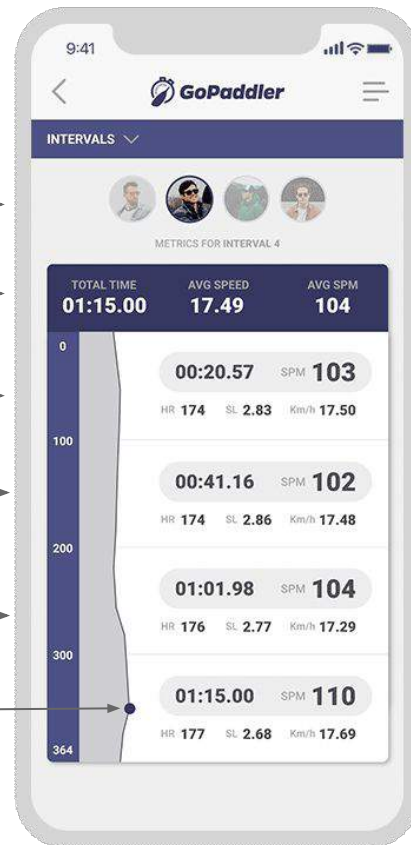 9:41
GoPaddler
INTERVALS
METRICS FOR INTERVAL 4
TOTAL TIME AVG SPEED AVG SPM
01:15.00 17.49 104
0
00:20.57 SPM 103
HR 174 SL 2.83 Km/h 17.50
100
00:41.16 SPM 102
HR 174 SL 2.86 Km/h 17.48
200
01:01.98 SPM 104
HR 176 SL 2.77 Km/h 17.29
300
01:15.00 SPM 110
HR 177 SL 2.68 Km/h 17.69
364